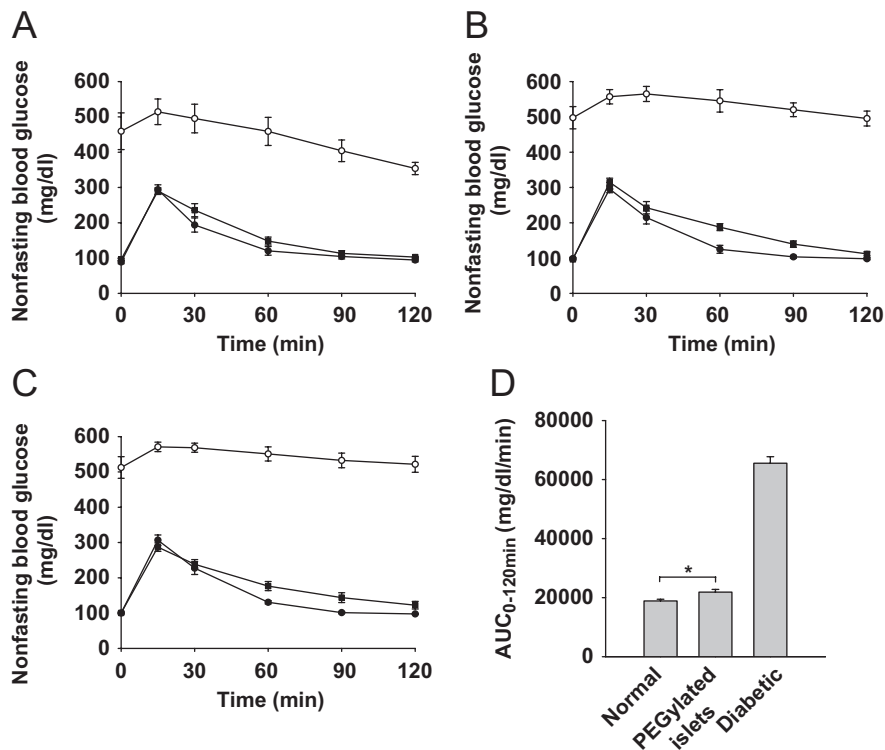 A
Nonfasting blood glucose
(mg/dl)
600
500
400
300
200
100
0
0 30 60 90 120
Time (min)
B
Nonfasting blood glucose
(mg/dl)
600
500
400
300
200
100
0
0 30 60 90 120
Time (min)
C
Nonfasting blood glucose
(mg/dl)
600
500
400
300
200
100
0
0 30 60 90 120
Time (min)
D
AUC0-120min (mg/dl/min)
80000
60000
40000
20000
0
*
Normal
PEGylated
islets
Diabetic